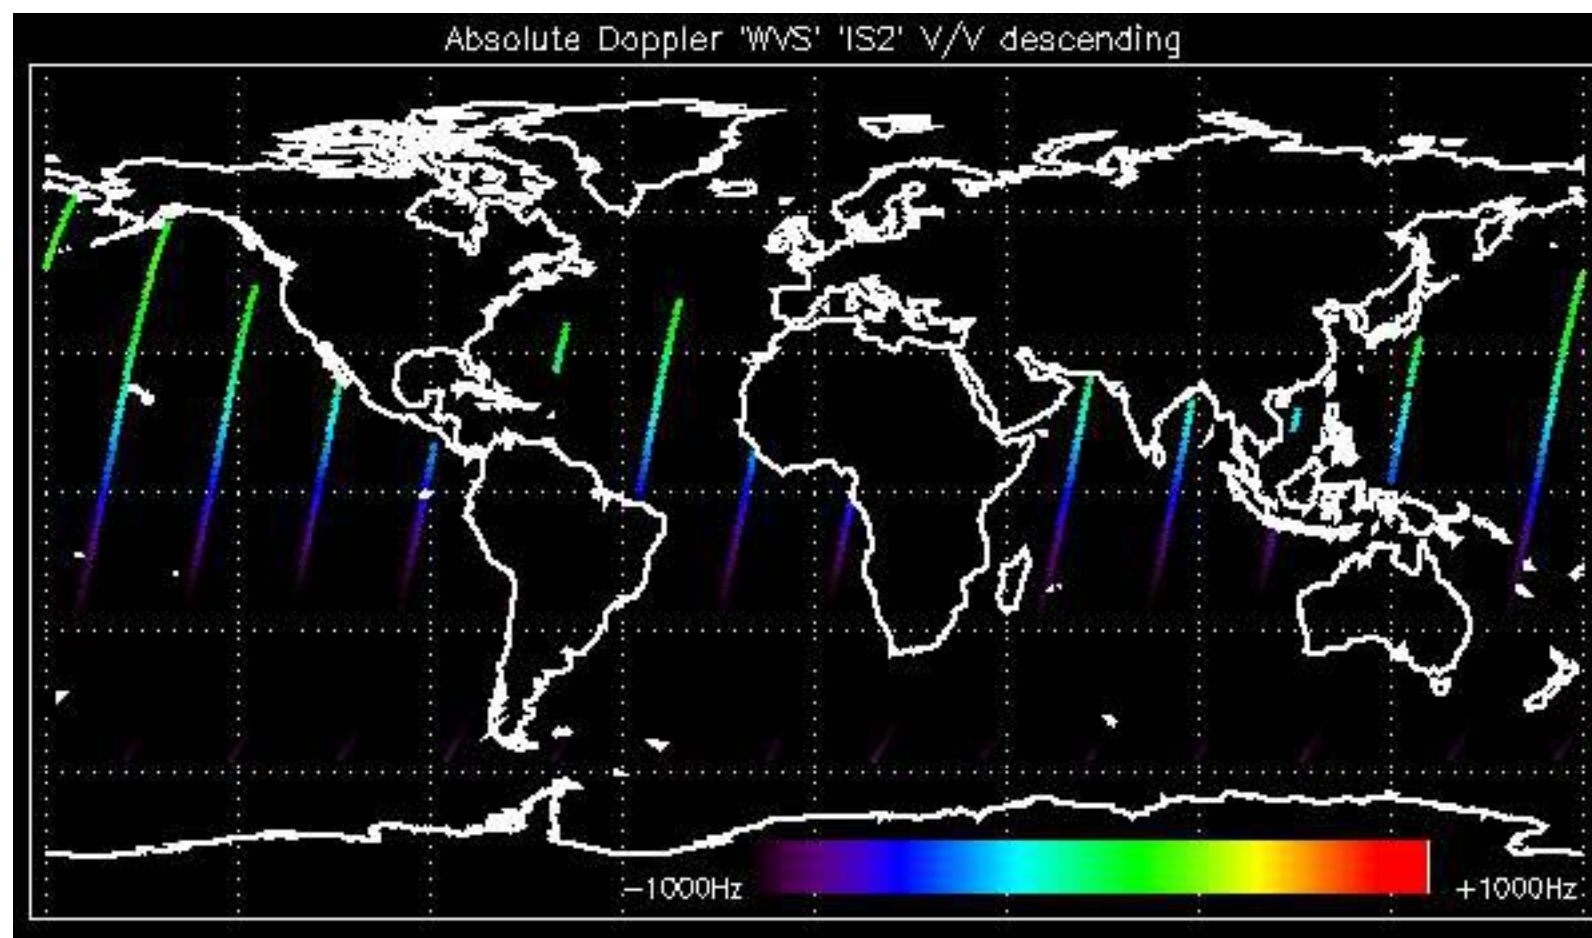 Absolute Doppler 'WVS' 'IS2' V/V descending
−1000Hz +1000Hz